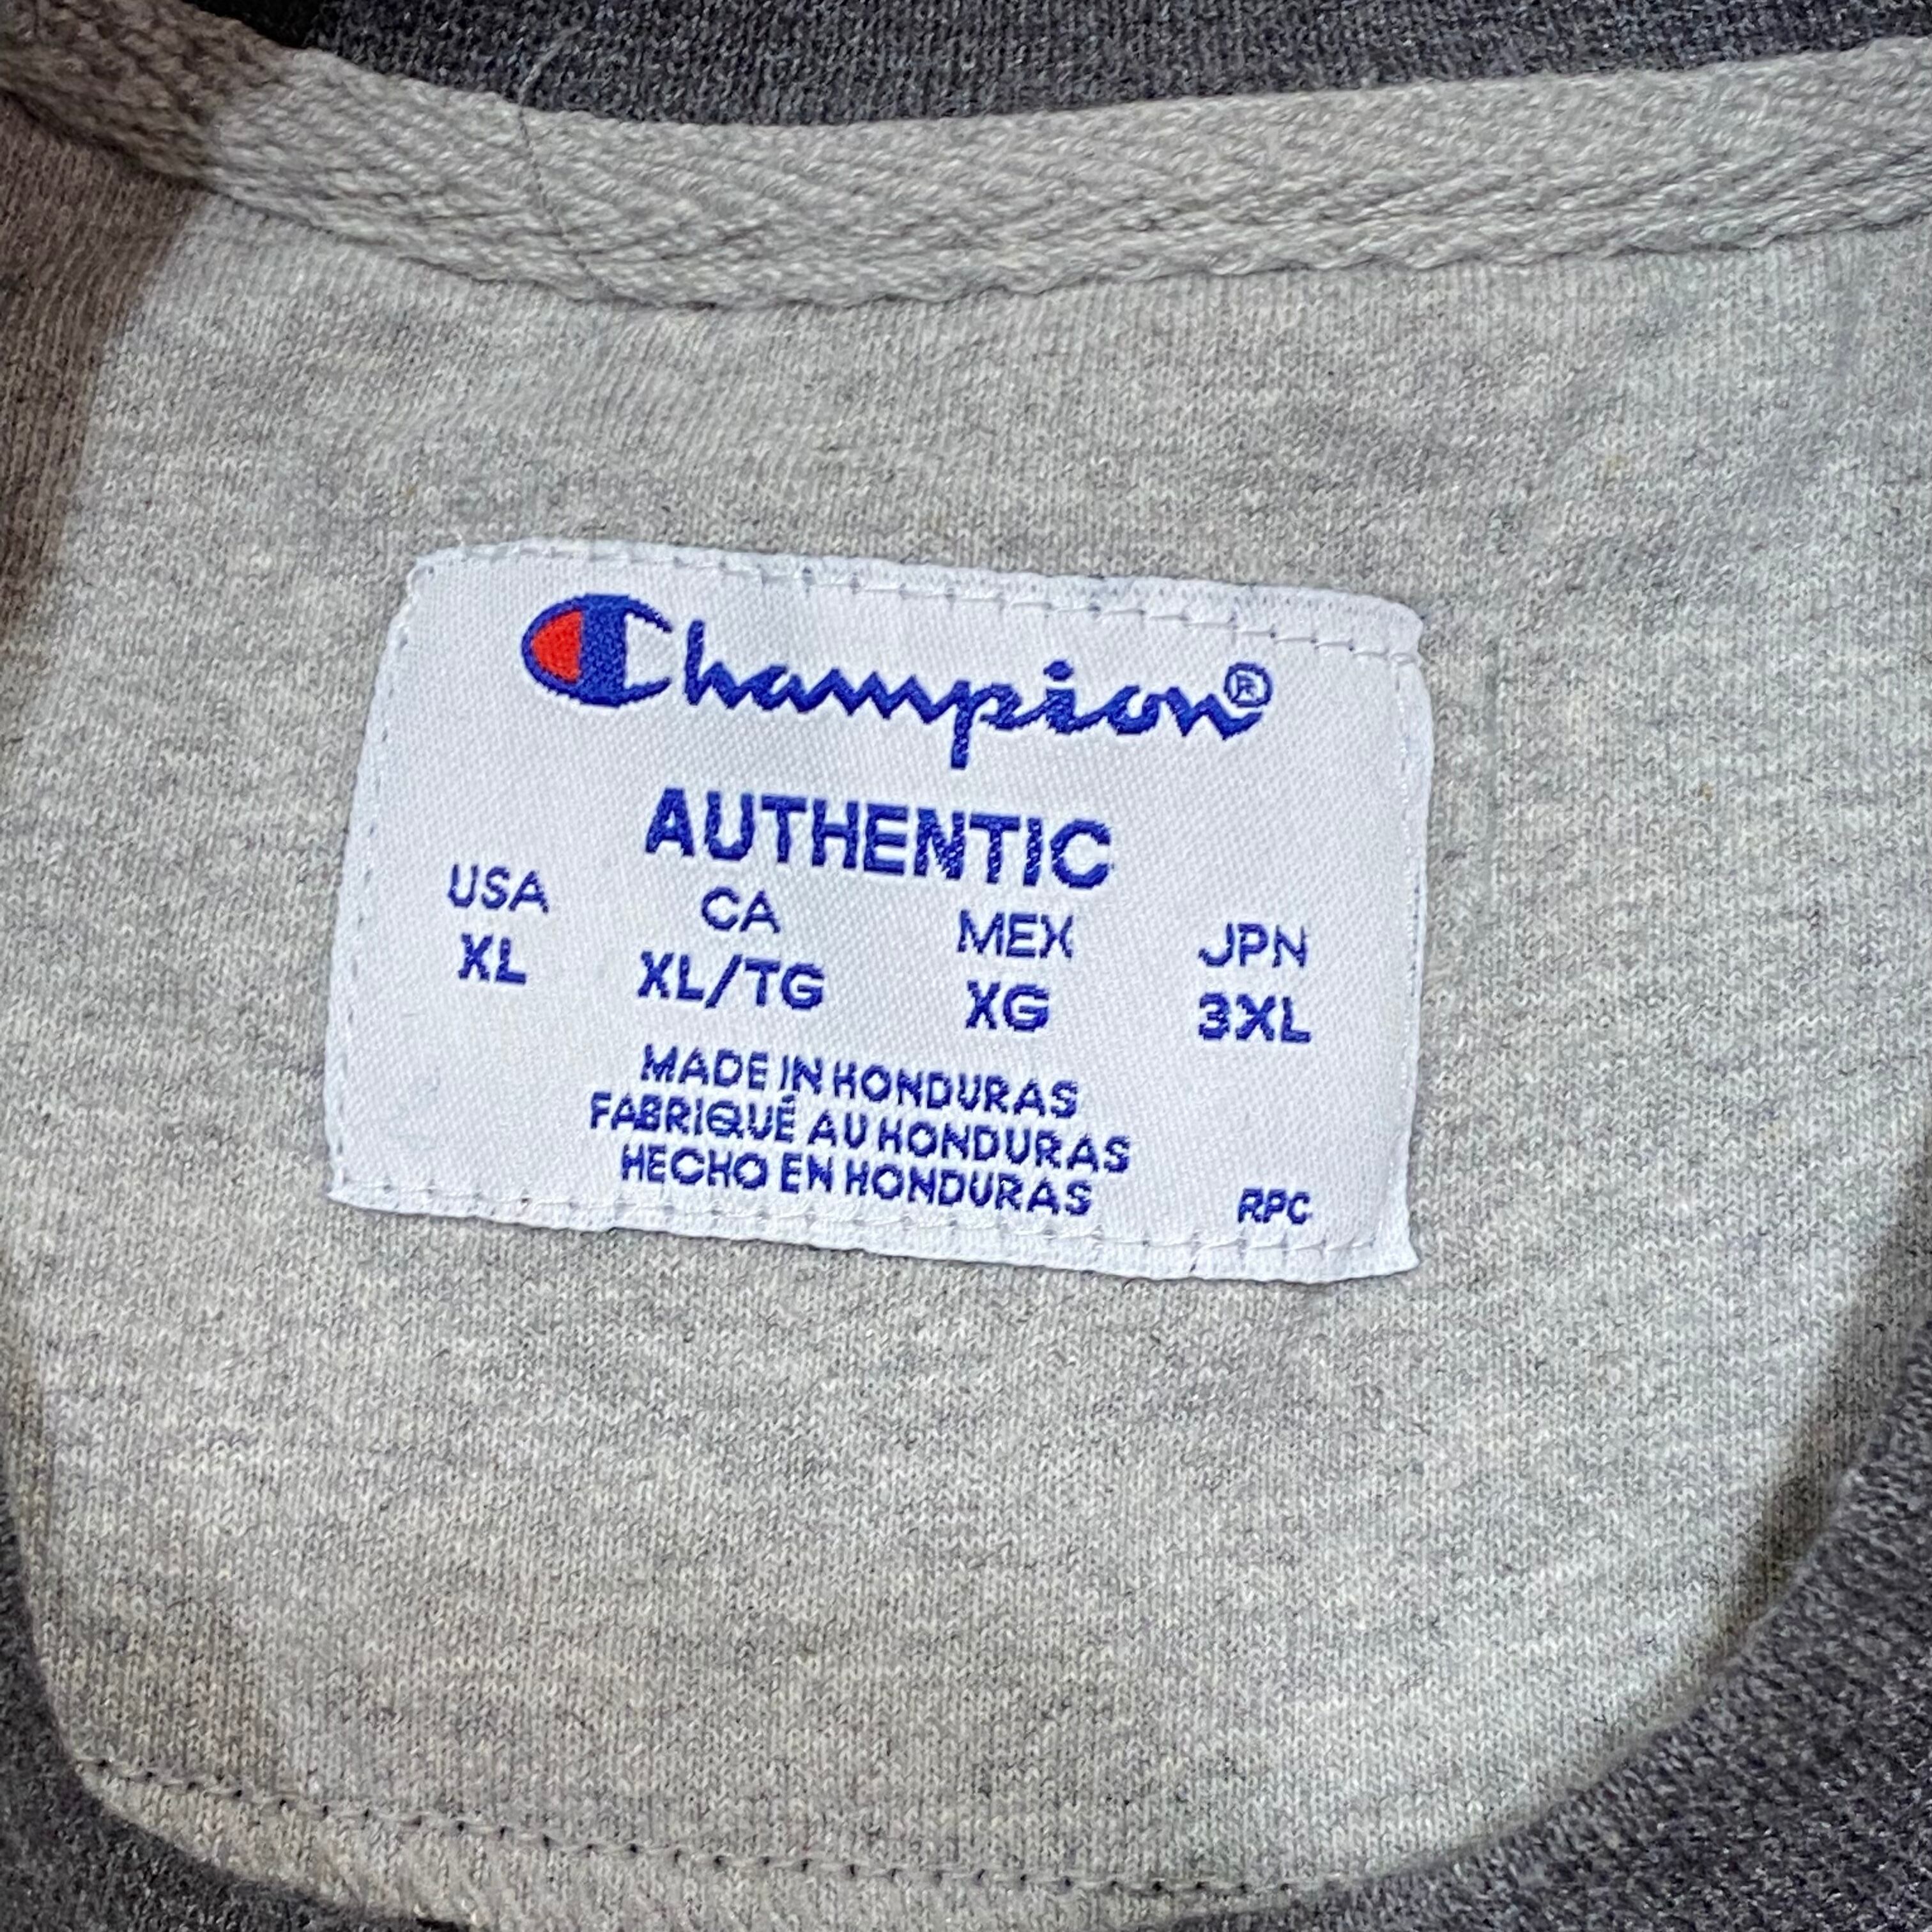 Champion®
AUTHENTIC
USA CA MEX JPN
XL XL/TG XG 3XL
MADE IN HONDURAS
FABRIQUÉ AU HONDURAS
HECHO EN HONDURAS
RPC